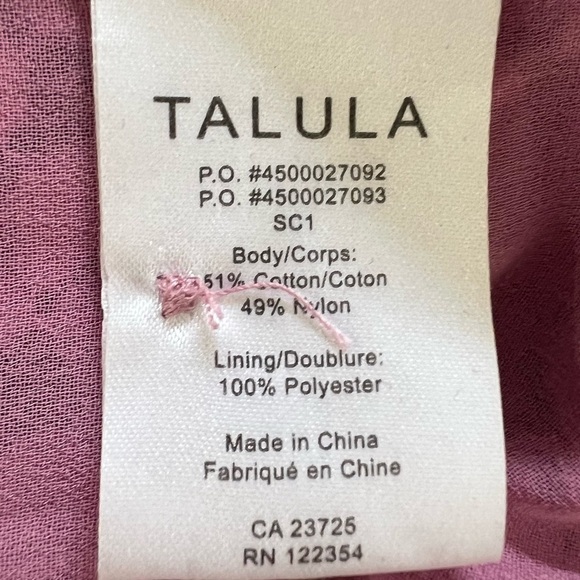 TALULA
P.O. #4500027092
P.O. #4500027093
SC1
Body/Corps:
51% Cotton/Coton
49% Nylon
Lining/Doublure:
100% Polyester
Made in China
Fabriqué en Chine
CA 23725
RN 122354